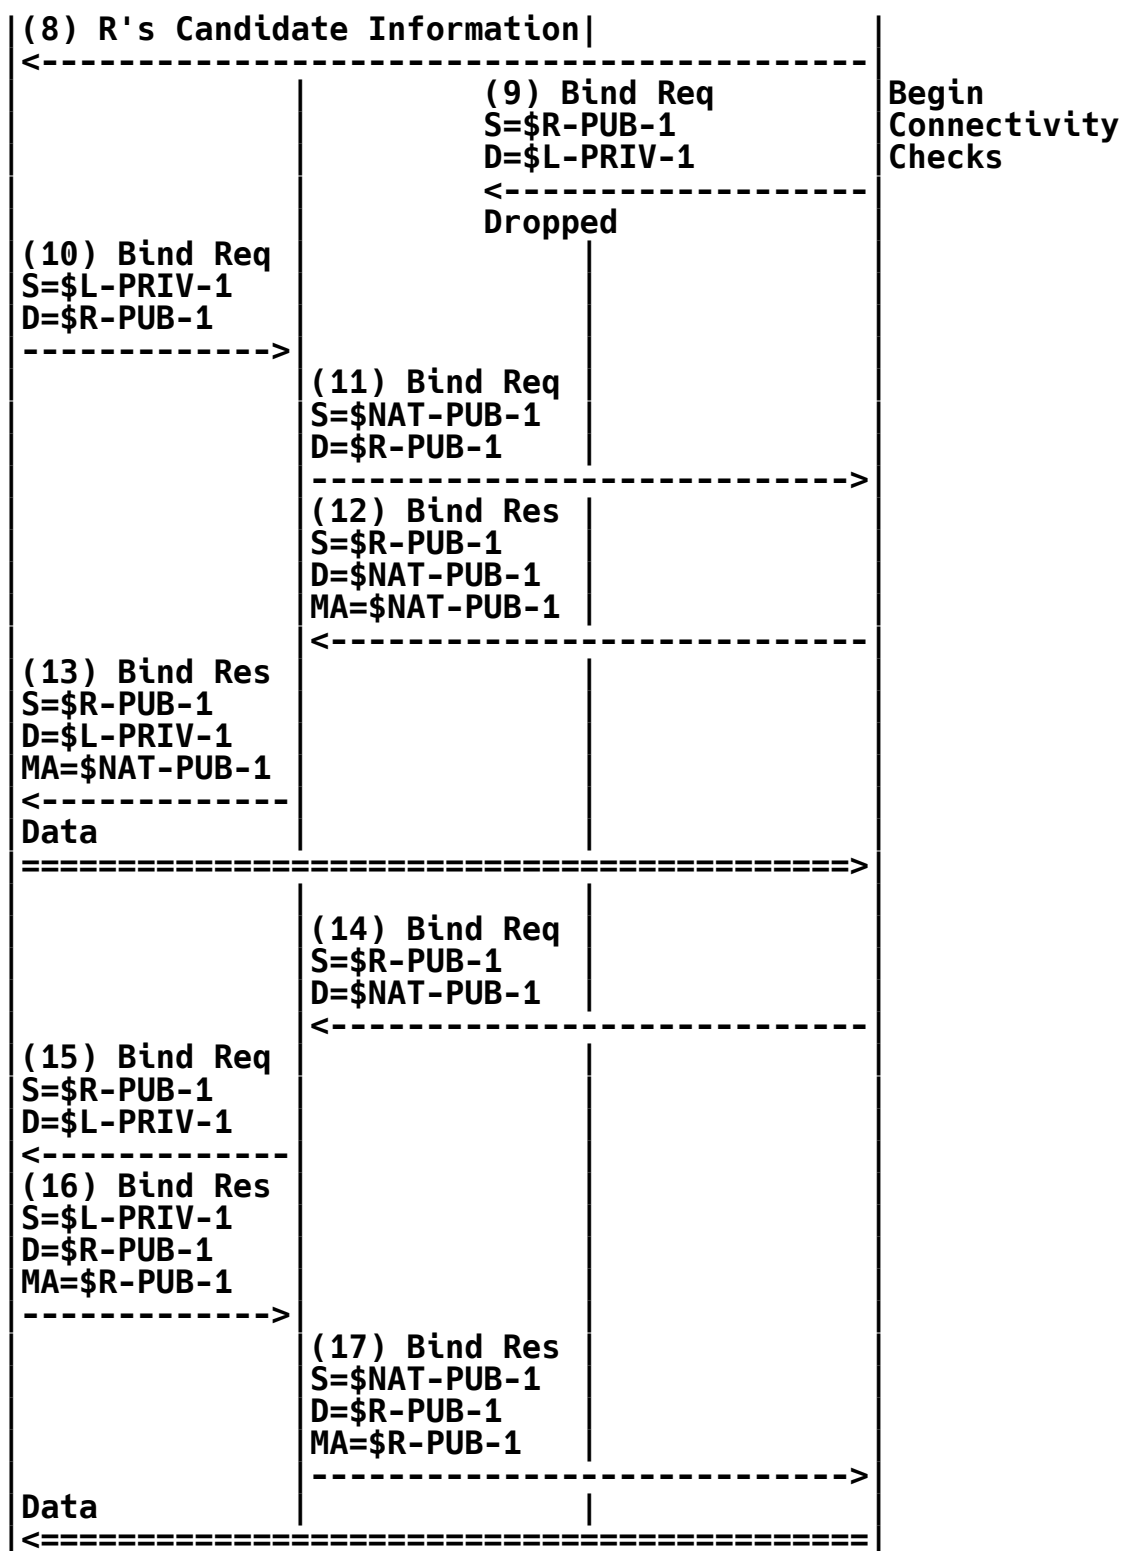 (8) R's Candidate Information
(9) Bind Req Begin
S=$R-PUB-1 Connectivity
D=$L-PRIV-1 Checks
Dropped
(10) Bind Req
S=$L-PRIV-1
D=$R-PUB-1
(11) Bind Req
S=$NAT-PUB-1
D=$R-PUB-1
(12) Bind Res
S=$R-PUB-1
D=$NAT-PUB-1
MA=$NAT-PUB-1
(13) Bind Res
S=$R-PUB-1
D=$L-PRIV-1
MA=$NAT-PUB-1
Data
(14) Bind Req
S=$R-PUB-1
D=$NAT-PUB-1
(15) Bind Req
S=$R-PUB-1
D=$L-PRIV-1
(16) Bind Res
S=$L-PRIV-1
D=$R-PUB-1
MA=$R-PUB-1
(17) Bind Res
S=$NAT-PUB-1
D=$R-PUB-1
MA=$R-PUB-1
Data